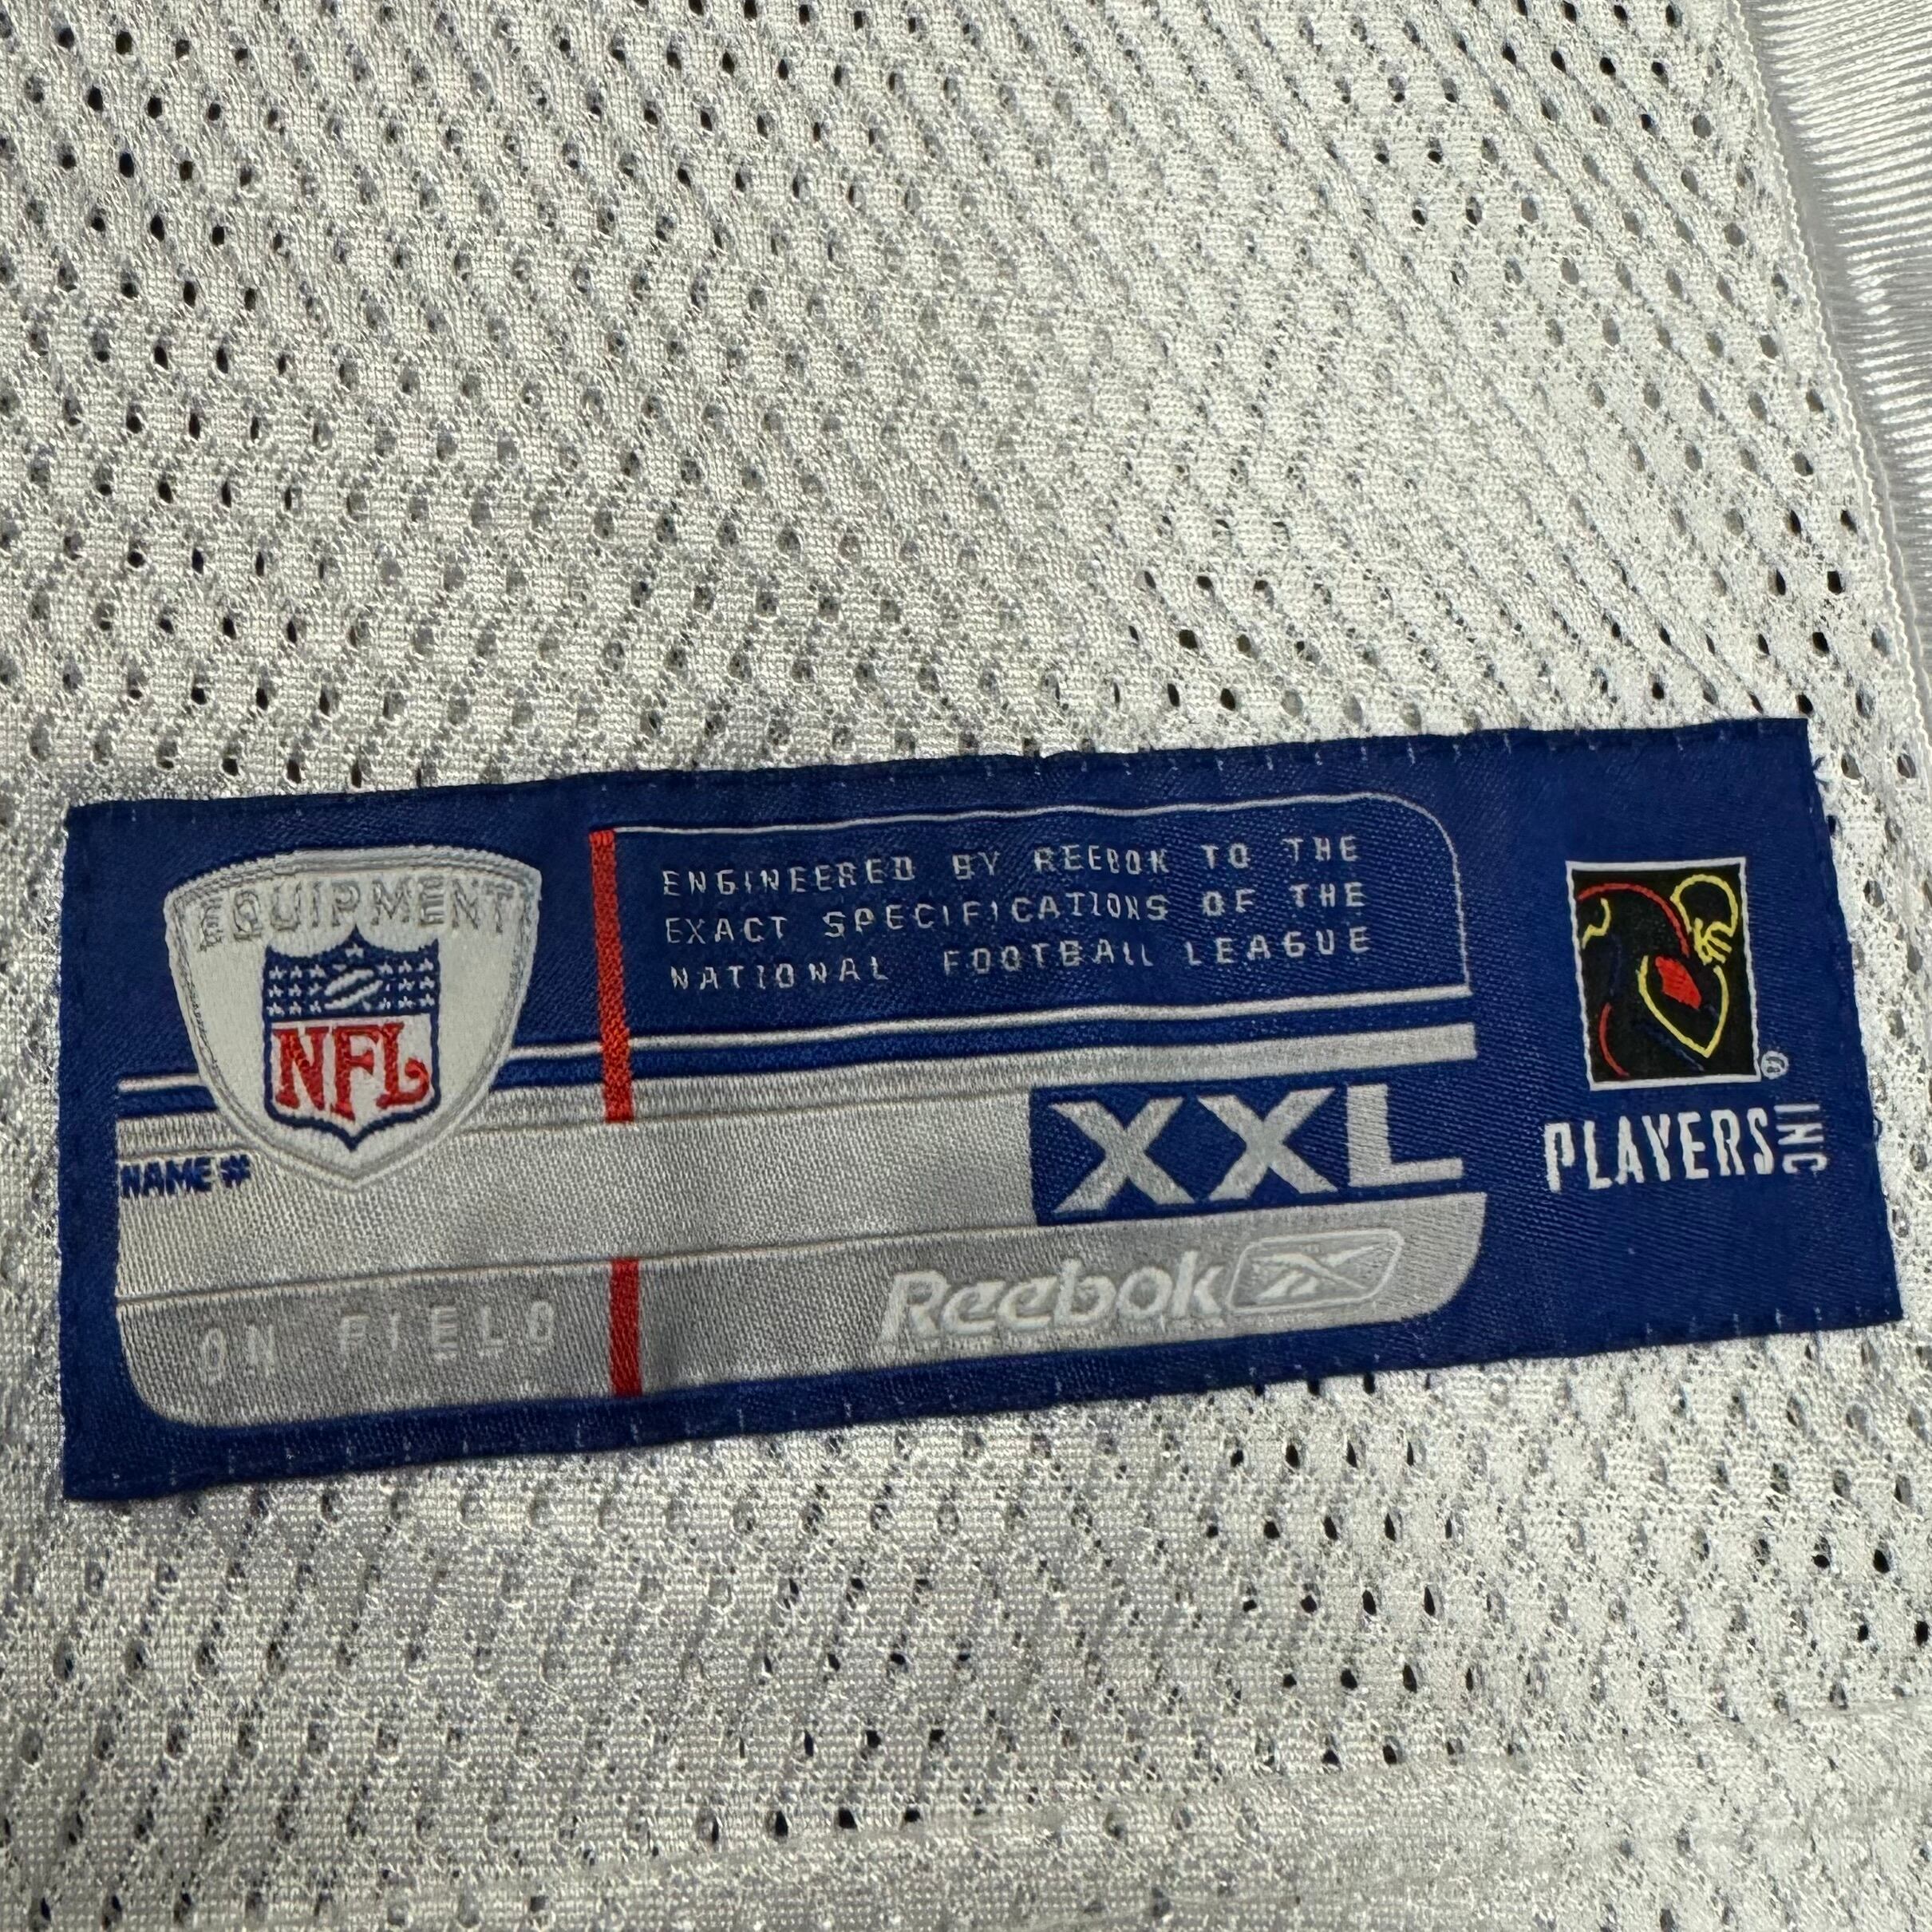 EQUIPMENT
NFL
ENGINEERED BY REEBOK TO THE
EXACT SPECIFICATIONS OF THE
NATIONAL FOOTBALL LEAGUE
NAME #
XXL
ON FIELD
Reebok
®
PLAYERS INC